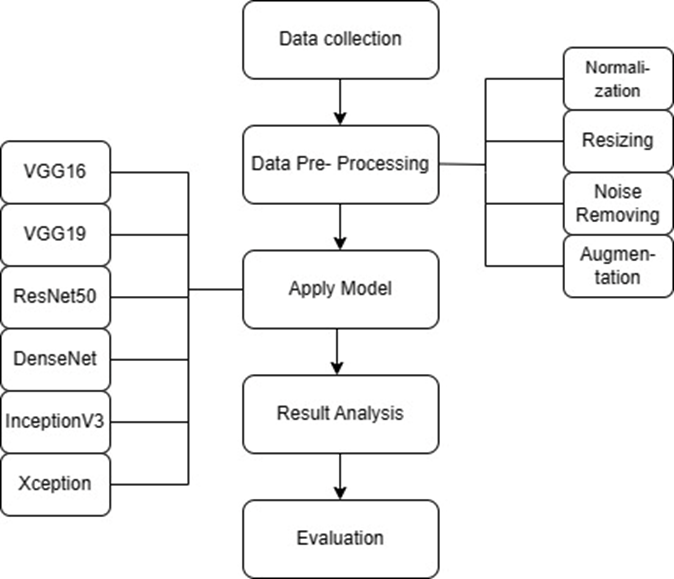 Data collection
Normali-
zation
Data Pre- Processing
Resizing
Noise
Removing
Augmen-
tation
VGG16
VGG19
ResNet50
DenseNet
InceptionV3
Xception
Apply Model
Result Analysis
Evaluation